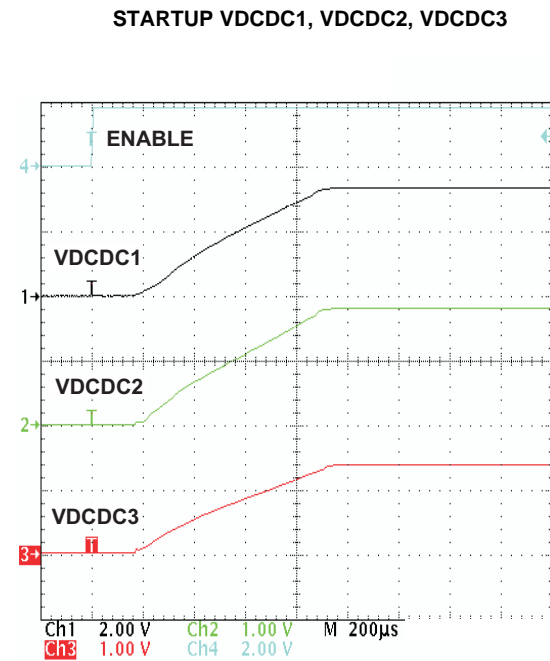 STARTUP VDCDC1, VDCDC2, VDCDC3
T ENABLE
4
VDCDC1
T
1
VDCDC2
T
2
VDCDC3
T
3
Ch1 2.00 V Ch2 1.00 V M 200μs
Ch3 1.00 V Ch4 2.00 V